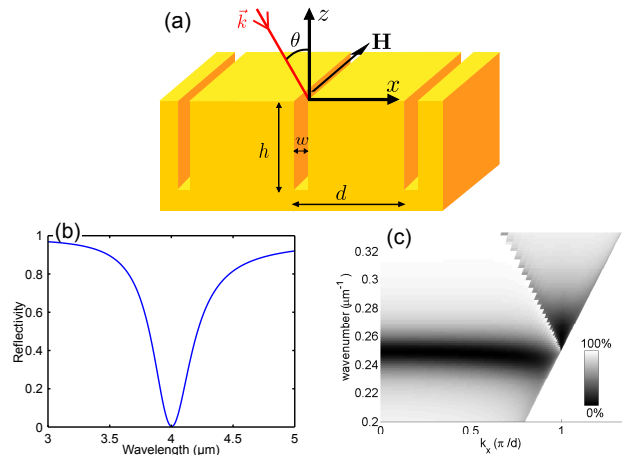 (a)
k⃗
θ
z
H
x
h
w
d
(b)
1
0.8
0.6
0.4
0.2
0
3
3.5
4
4.5
5
Reflectivity
Wavelength (μm)
(c)
0.32
0.3
0.28
0.26
0.24
0.22
0.2
0
0.5
1
wavenumber (μm⁻¹)
kₓ (π/d)
100%
0%